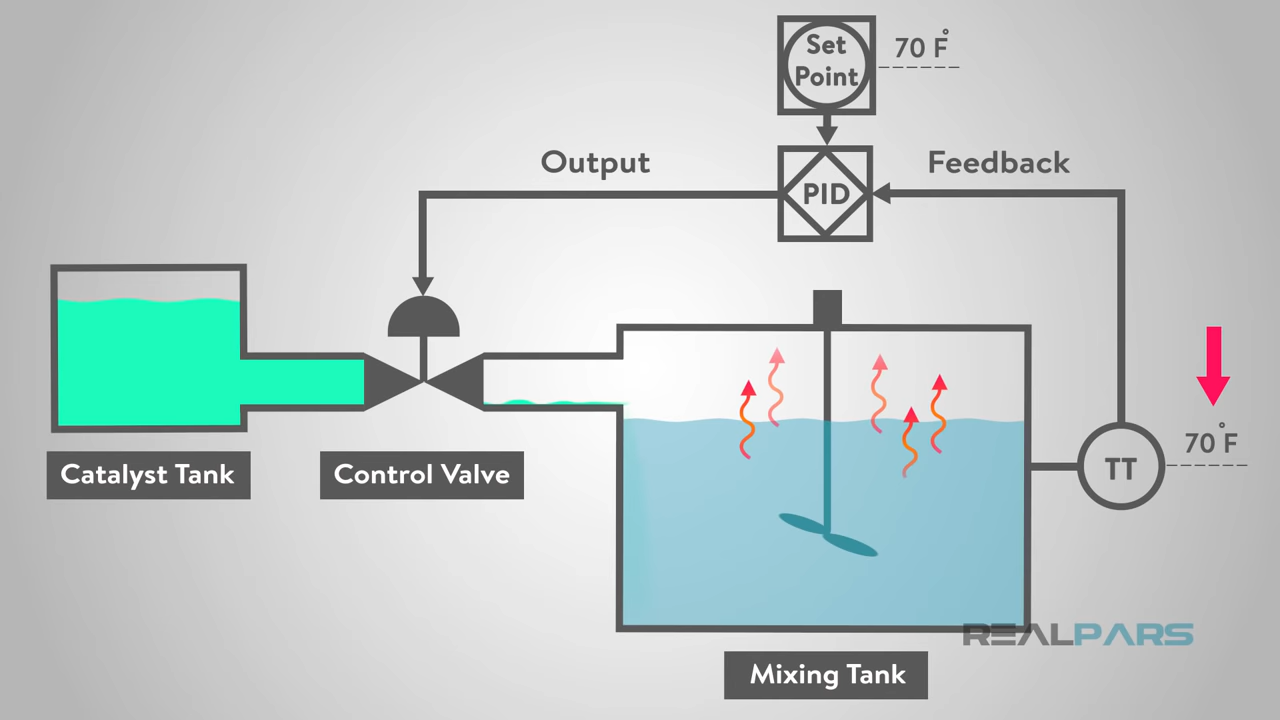 Set
Point
70 F°
Output
PID
Feedback
70 °F
TT
Catalyst Tank
Control Valve
REALPARS
Mixing Tank